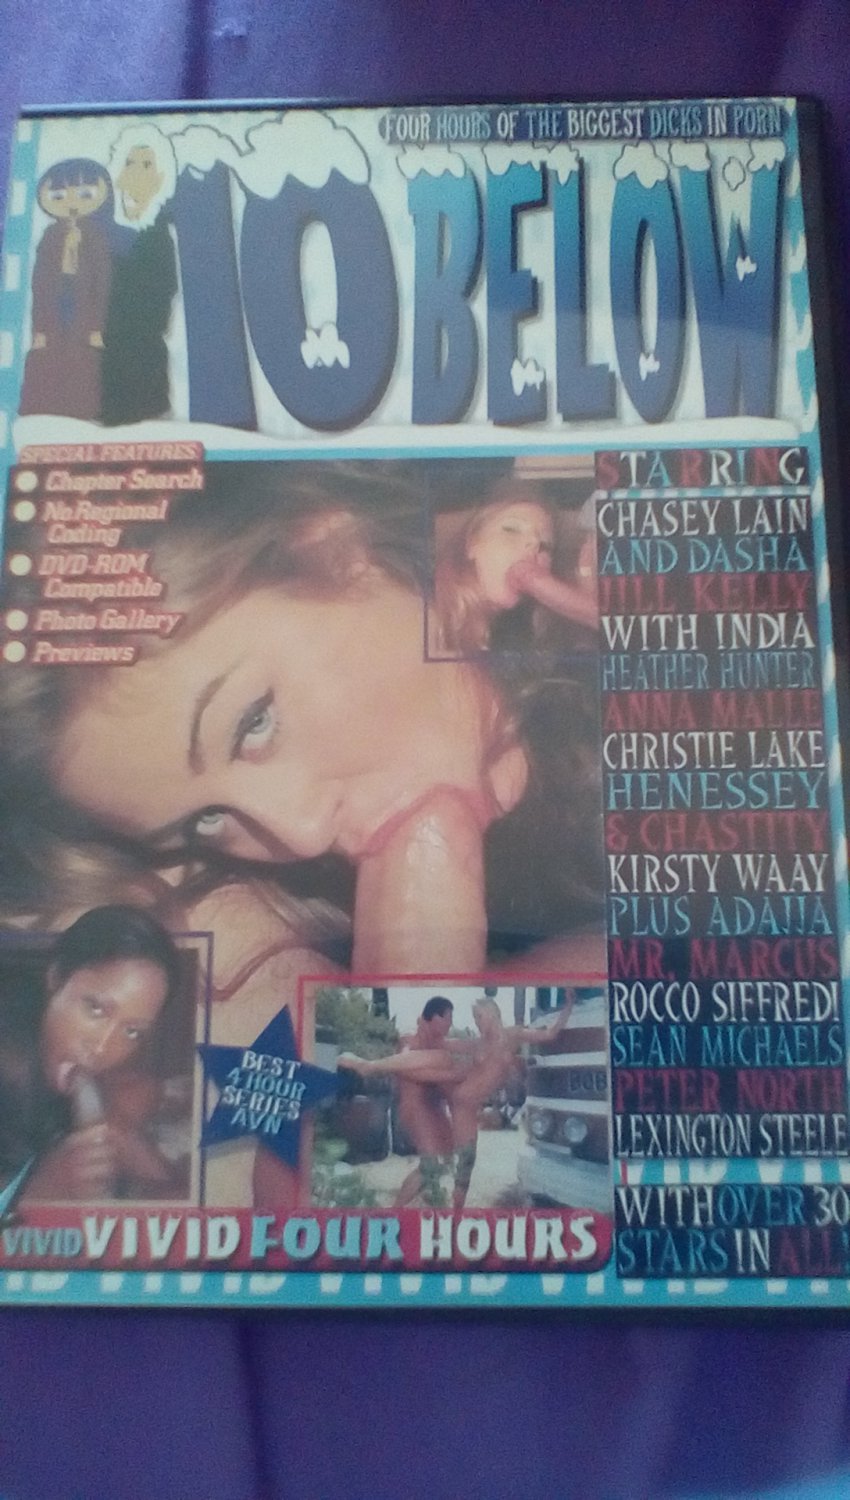 FOUR HOURS OF THE BIGGEST DICKS IN PORN
10 BELOW
SPECIAL FEATURES
Chapter Search
No Regional
Coding
DVD-ROM
Compatible
Photo Gallery
Previews
STARRING
CHASEY LAIN
AND DASHA
JILL KELLY
WITH INDIA
HEATHER HUNTER
ANNA MALLE
CHRISTIE LAKE
HENESSEY
& CHASTITY
KIRSTY WAAY
PLUS ADAJJA
MR. MARCUS
ROCCO SIFFREDI
SEAN MICHAELS
PETER NORTH
LEXINGTON STEELE
WITH OVER 30
STARS IN ALL!
BEST
4 HOUR
SERIES
AVN
VIVID VIVID FOUR HOURS